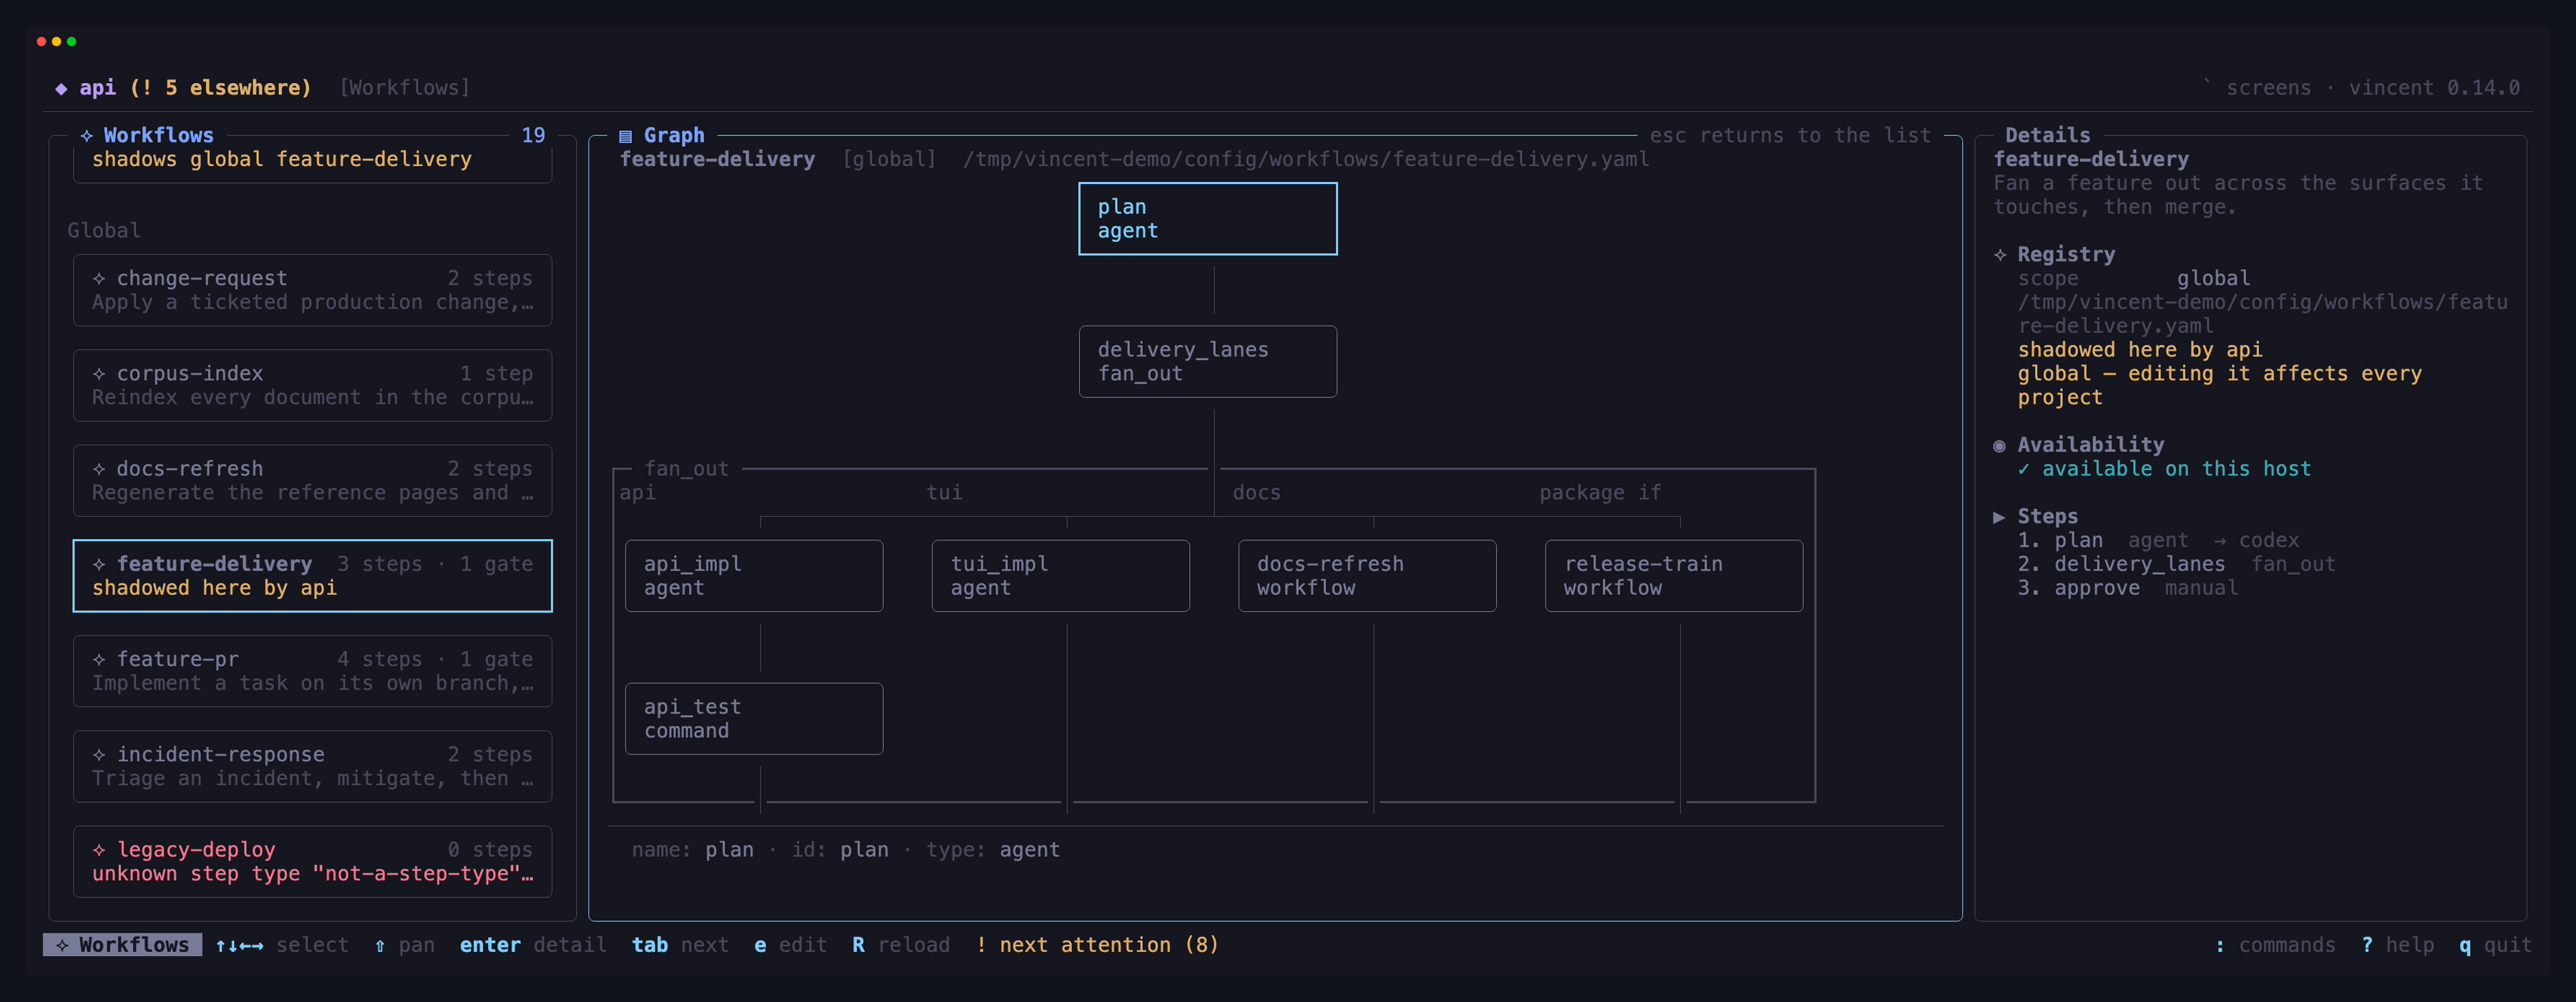 ◆ api (! 5 elsewhere) [Workflows] ` screens · vincent 0.14.0
✧ Workflows 19
shadows global feature-delivery
Global
✧ change-request 2 steps
Apply a ticketed production change,…
✧ corpus-index 1 step
Reindex every document in the corpu…
✧ docs-refresh 2 steps
Regenerate the reference pages and …
✧ feature-delivery 3 steps · 1 gate
shadowed here by api
✧ feature-pr 4 steps · 1 gate
Implement a task on its own branch,…
✧ incident-response 2 steps
Triage an incident, mitigate, then …
✧ legacy-deploy 0 steps
unknown step type "not-a-step-type"…
▤ Graph esc returns to the list
feature-delivery [global] /tmp/vincent-demo/config/workflows/feature-delivery.yaml
plan
agent
delivery_lanes
fan_out
fan_out
api tui docs package if
api_impl
agent
tui_impl
agent
docs-refresh
workflow
release-train
workflow
api_test
command
name: plan · id: plan · type: agent
Details
feature-delivery
Fan a feature out across the surfaces it
touches, then merge.
✧ Registry
scope global
/tmp/vincent-demo/config/workflows/featu
re-delivery.yaml
shadowed here by api
global — editing it affects every
project
◉ Availability
✓ available on this host
▶ Steps
1. plan agent → codex
2. delivery_lanes fan_out
3. approve manual
✧ Workflows ↑↓←→ select ⇧ pan enter detail tab next e edit R reload ! next attention (8) : commands ? help q quit